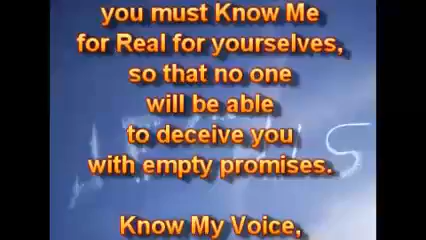 you must Know Me
for Real for yourselves,
so that no one
will be able
to deceive you
with empty promises.
Know My Voice,